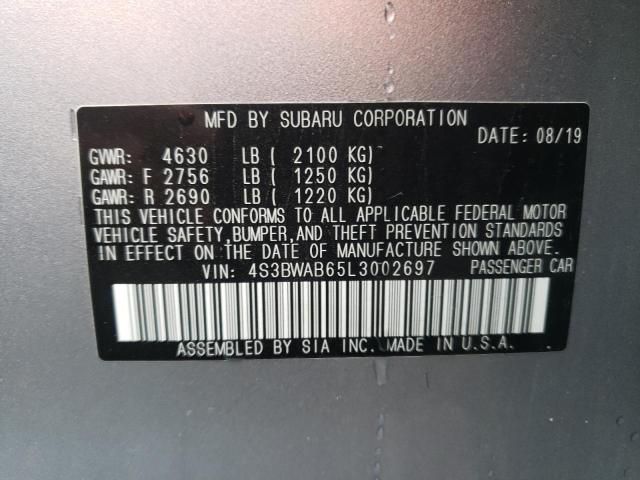 MFD BY SUBARU CORPORATION
DATE: 08/19
GVWR: 4630 LB ( 2100 KG)
GAWR: F 2756 LB ( 1250 KG)
GAWR: R 2690 LB ( 1220 KG)
THIS VEHICLE CONFORMS TO ALL APPLICABLE FEDERAL MOTOR
VEHICLE SAFETY,BUMPER,AND THEFT PREVENTION STANDARDS
IN EFFECT ON THE DATE OF MANUFACTURE SHOWN ABOVE.
VIN: 4S3BWAB65L3002697 PASSENGER CAR
ASSEMBLED BY SIA INC. MADE IN U.S.A.